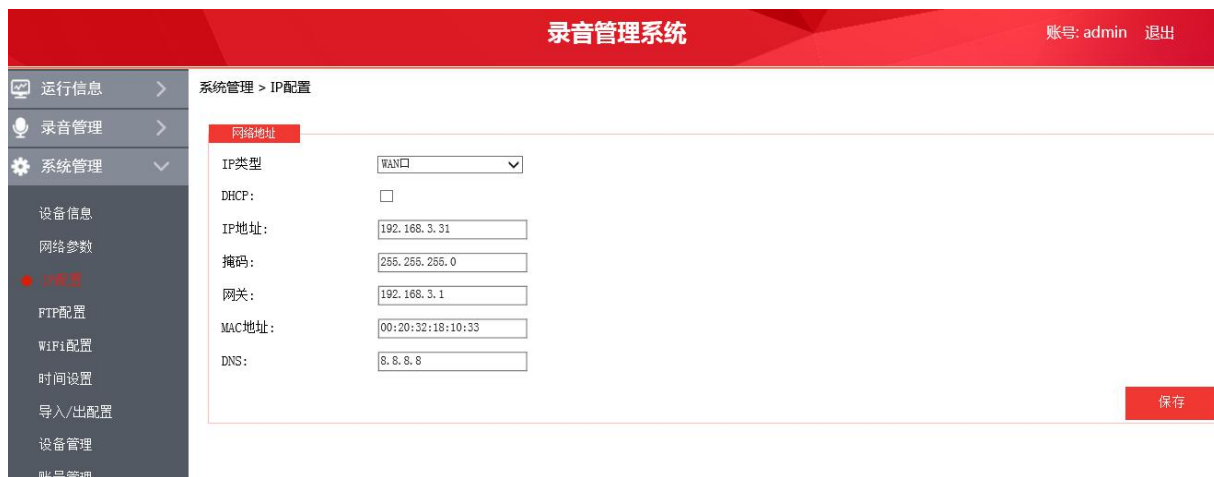 录音管理系统
账号: admin 退出
运行信息
录音管理
系统管理
设备信息
网络参数
IP配置
FTP配置
WiFi配置
时间设置
导入/出配置
设备管理
账号管理
系统管理 > IP配置
网络地址
IP类型 WAN口
DHCP:
IP地址: 192.168.3.31
掩码: 255.255.255.0
网关: 192.168.3.1
MAC地址: 00:20:32:18:10:33
DNS: 8.8.8.8
保存